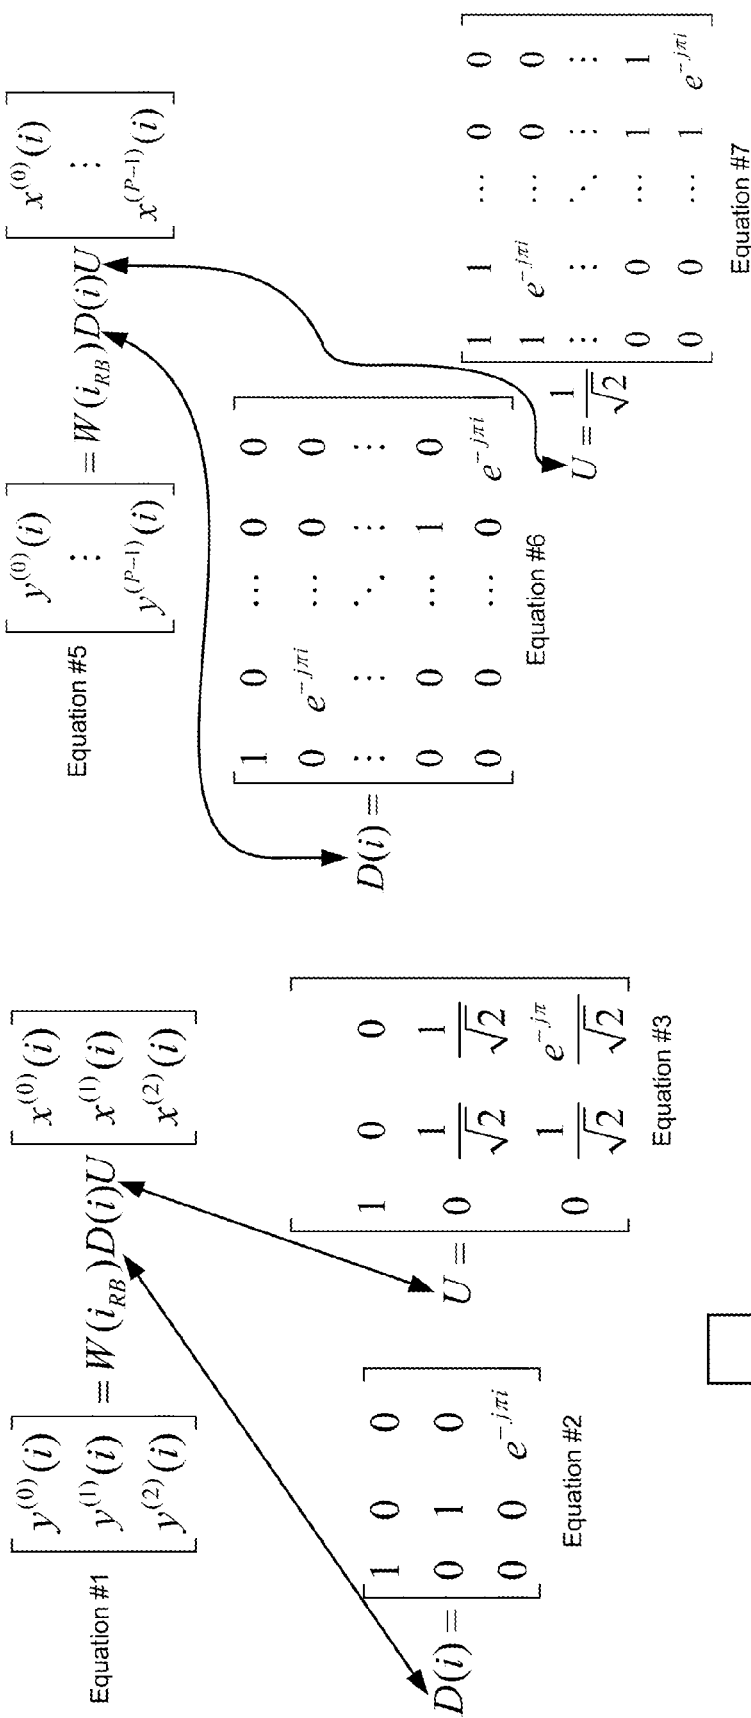 Equation #1
[ y^(0)(i) y^(1)(i) y^(2)(i) ] = W(i_RB)D(i)U [ x^(0)(i) x^(1)(i) x^(2)(i) ]
D(i) =
1 0 0
0 1 0
0 0 e^{-jπi}
Equation #2
U =
1 0 0
0 1/√2 1/√2
0 1/√2 e^{-jπ}/√2
Equation #3
Equation #5
[ y^(0)(i) ⋮ y^(P-1)(i) ] = W(i_RB)D(i)U [ x^(0)(i) ⋮ x^(P-1)(i) ]
D(i) =
1 0 ⋯ 0 0
0 e^{-jπi} ⋯ 0 0
⋮ ⋮ ⋱ ⋮ ⋮
0 0 ⋯ 1 0
0 0 ⋯ 0 e^{-jπi}
Equation #6
U = 1/√2
1 1 ⋯ 0 0
1 e^{-jπi} ⋯ 0 0
⋮ ⋮ ⋱ ⋮ ⋮
0 0 ⋯ 1 1
0 0 ⋯ 1 e^{-jπi}
Equation #7